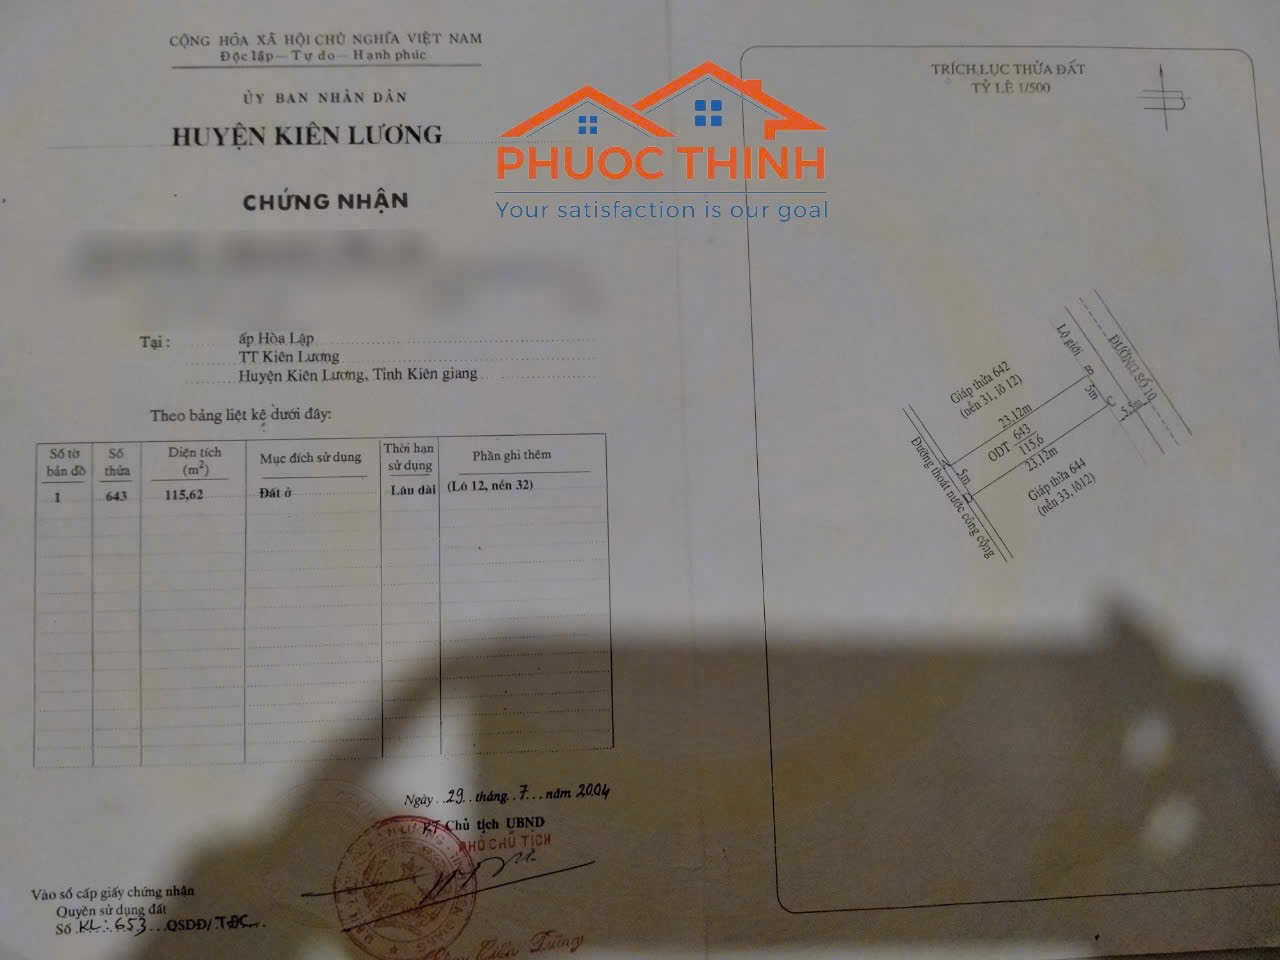 CỘNG HÒA XÃ HỘI CHỦ NGHĨA VIỆT NAM
Độc lập - Tự do - Hạnh phúc
ỦY BAN NHÂN DÂN
HUYỆN KIÊN LƯƠNG
CHỨNG NHẬN
PHUOC THINH
Your satisfaction is our goal
Tại: ấp Hòa Lập
TT Kiên Lương
Huyện Kiên Lương, Tỉnh Kiên giang
Theo bảng liệt kê dưới đây:
Số tờ bản đồ Số thửa Diện tích (m²) Mục đích sử dụng Thời hạn sử dụng Phần ghi thêm
1 643 115,62 Đất ở Lâu dài (Lô 12, nền 32)
Ngày 29 tháng 7 năm 2004
KT Chủ tịch UBND
PHÓ CHỦ TỊCH
Vào sổ cấp giấy chứng nhận
Quyền sử dụng đất
Số KL: 653 QSDĐ/TĐC
TRÍCH LỤC THỬA ĐẤT
TỶ LỆ 1/500
Lộ giới
ĐƯỜNG SỐ 10
B
5m
C
5,5m
Giáp thửa 642
(nền 31, lô 12)
23,12m
ODT 643
115,6
23,12m
A
5m
D
Giáp thửa 644
(nền 33, lô12)
Đường thoát nước công cộng